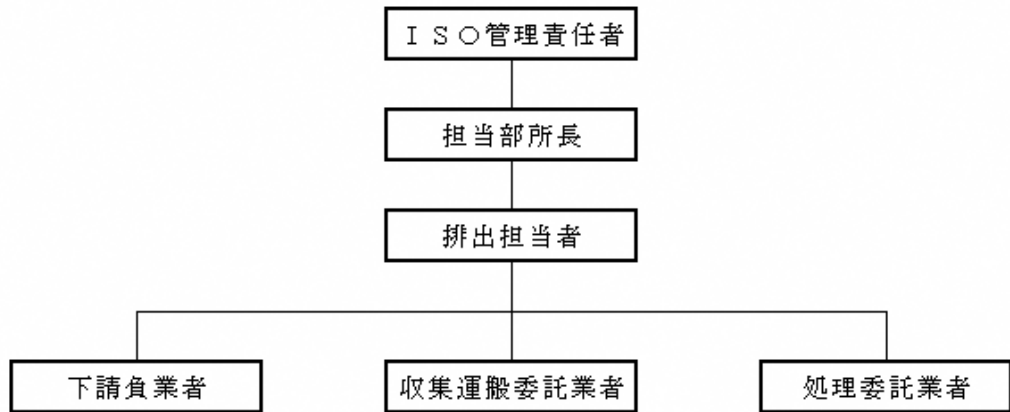 ＩＳＯ管理責任者
担当部所長
排出担当者
下請負業者
収集運搬委託業者
処理委託業者